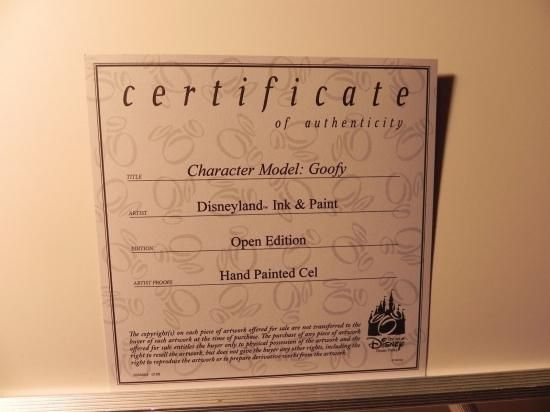 certificate
of authenticity
TITLE Character Model: Goofy
ARTIST Disneyland- Ink & Paint
EDITION Open Edition
ARTIST PROOFS Hand Painted Cel
The copyright(s) on each piece of artwork offered for sale are not transferred to the
buyer of such artwork at the time of purchase. The purchase of any piece of artwork
offered for sale entitles the buyer only to physical possession of the artwork and the
right to resell the artwork, but does not give the buyer any other rights, including the
right to reproduce the artwork or to prepare derivative works from the artwork.
The Art of
Disney